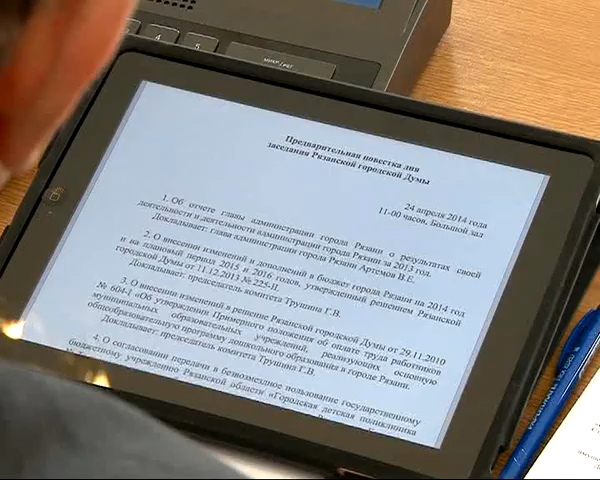 4
5
Предварительная повестка дня
заседания Рязанской городской Думы
24 апреля 2014 года
11-00 часов, Большой зал
1. Об отчете главы администрации города Рязани о результатах своей
деятельности и деятельности администрации города Рязани за 2013 год.
Докладывает: глава администрации города Рязани Артемов В.Е.
2. О внесении изменений и дополнений в бюджет города Рязани на 2014 год
и на плановый период 2015 и 2016 годов, утвержденный решением Рязанской
городской Думы от 11.12.2013 № 225-II.
Докладывает: председатель комитета Трушина Г.В.
3. О внесении изменений в решение Рязанской городской Думы от 29.11.2010
№ 604-I «Об утверждении Примерного положения об оплате труда работников
муниципальных образовательных учреждений, реализующих основную
общеобразовательную программу дошкольного образования в городе Рязани.
Докладывает: председатель комитета Трушина Г.В.
4. О согласовании передачи в безвозмездное пользование государственному
бюджетному учреждению Рязанской области «Городская детская поликлиника